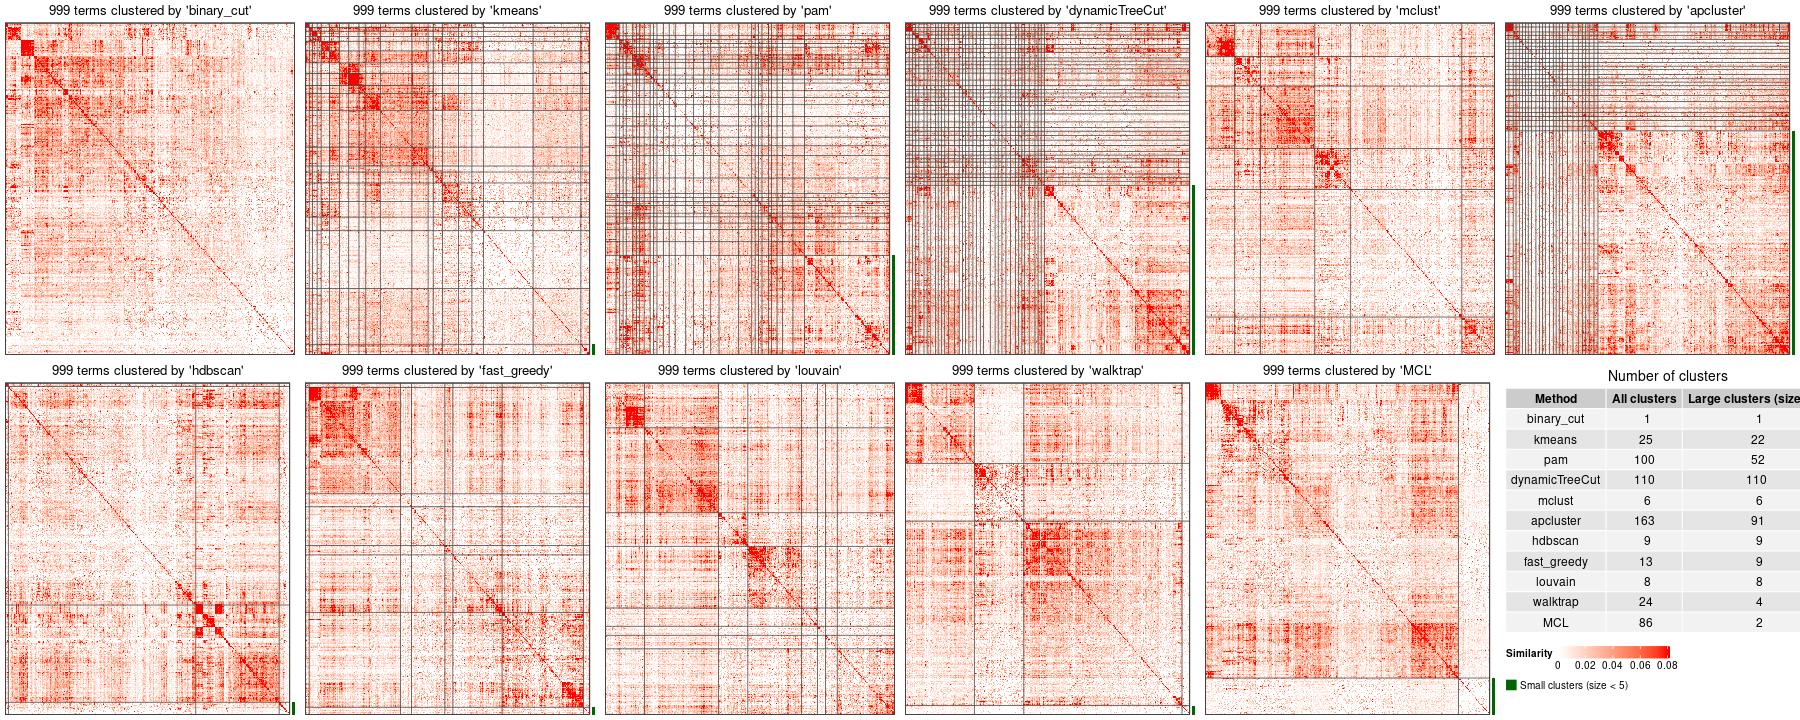 999 terms clustered by 'binary_cut'
999 terms clustered by 'kmeans'
999 terms clustered by 'pam'
999 terms clustered by 'dynamicTreeCut'
999 terms clustered by 'mclust'
999 terms clustered by 'apcluster'
999 terms clustered by 'hdbscan'
999 terms clustered by 'fast_greedy'
999 terms clustered by 'louvain'
999 terms clustered by 'walktrap'
999 terms clustered by 'MCL'
Number of clusters
Method All clusters Large clusters (size
binary_cut 1 1
kmeans 25 22
pam 100 52
dynamicTreeCut 110 110
mclust 6 6
apcluster 163 91
hdbscan 9 9
fast_greedy 13 9
louvain 8 8
walktrap 24 4
MCL 86 2
Similarity
0 0.02 0.04 0.06 0.08
Small clusters (size < 5)